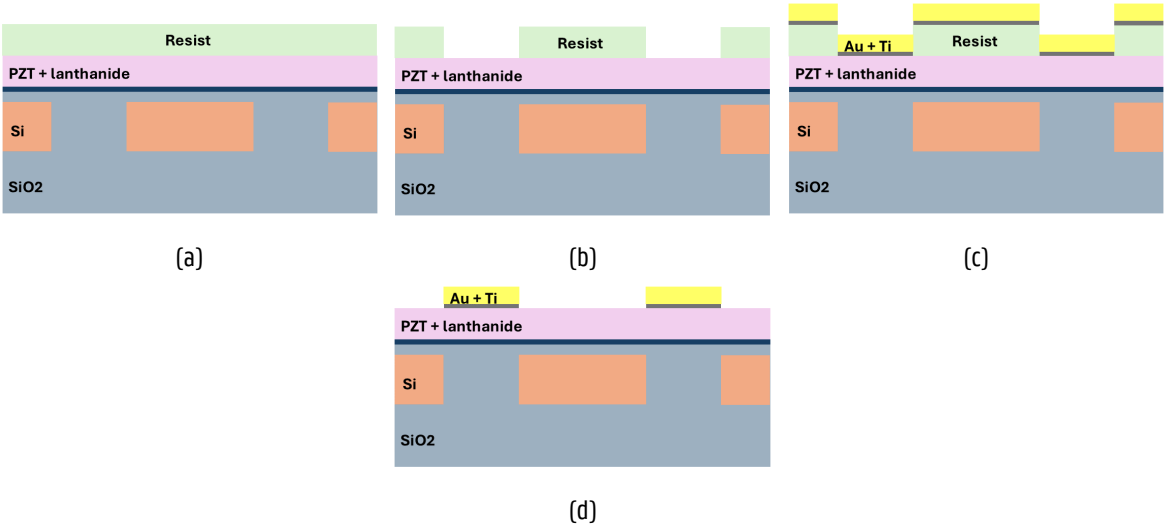 Resist
PZT + lanthanide
Si
SiO2
(a)
Resist
PZT + lanthanide
Si
SiO2
(b)
Au + Ti
Resist
PZT + lanthanide
Si
SiO2
(c)
Au + Ti
PZT + lanthanide
Si
SiO2
(d)